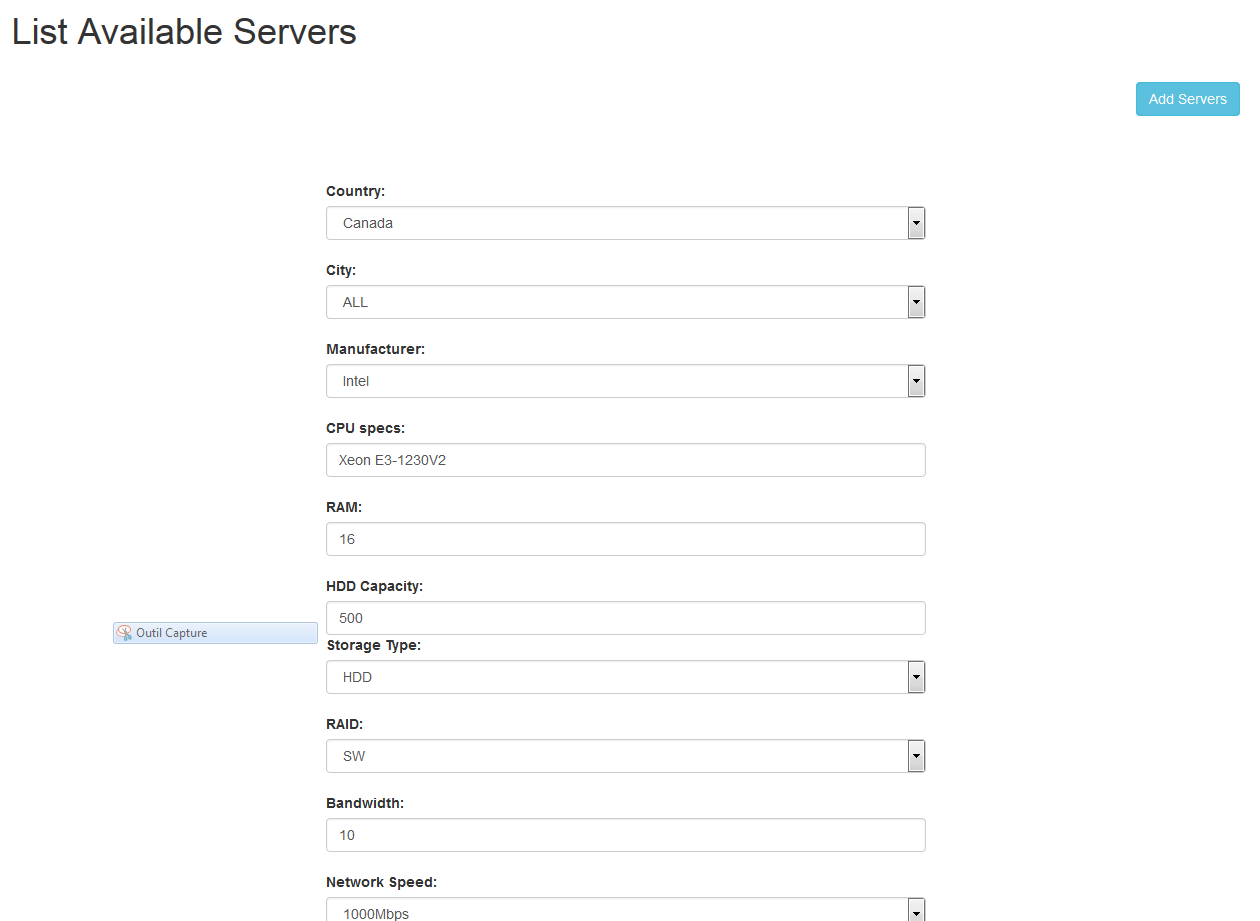 List Available Servers
Add Servers
Country:
Canada
City:
ALL
Manufacturer:
Intel
CPU specs:
Xeon E3-1230V2
RAM:
16
HDD Capacity:
500
Outil Capture
Storage Type:
HDD
RAID:
SW
Bandwidth:
10
Network Speed:
1000Mbps